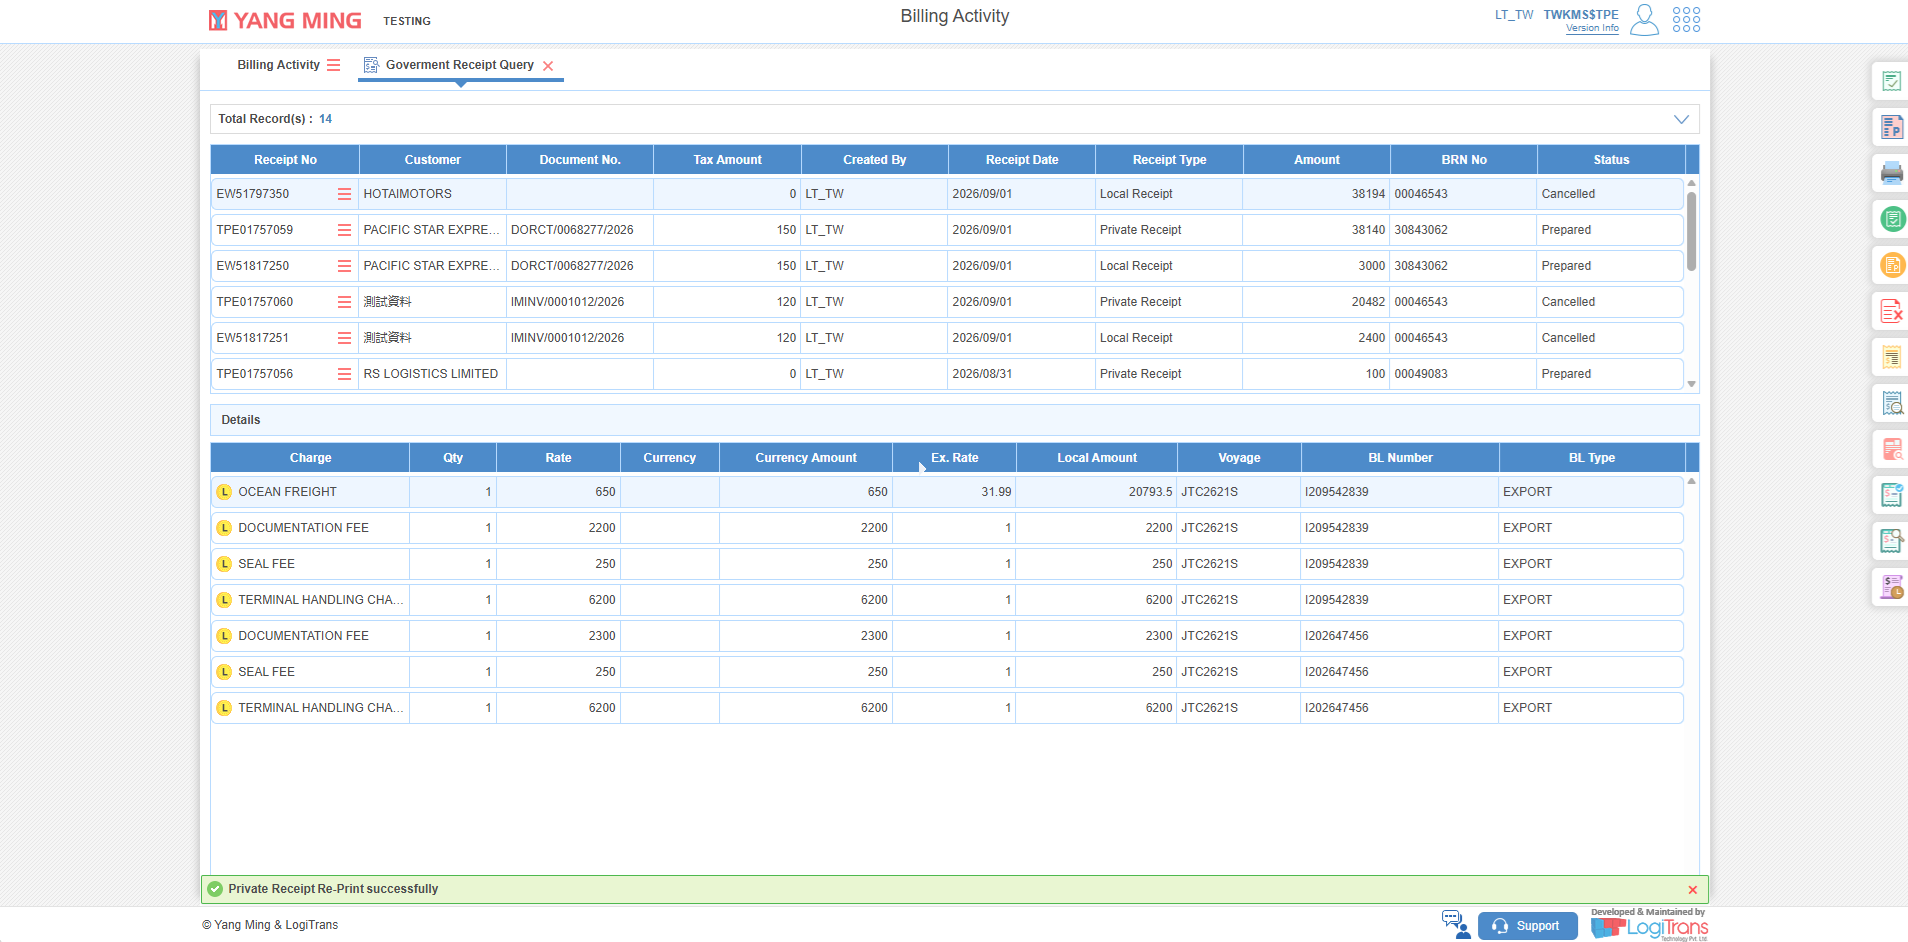 YANG MING TESTING
Billing Activity
LT_TW TWKMS$TPE
Version Info
Billing Activity Goverment Receipt Query
Total Record(s) : 14
Receipt No Customer Document No. Tax Amount Created By Receipt Date Receipt Type Amount BRN No Status
EW51797350 HOTAIMOTORS 0 LT_TW 2026/09/01 Local Receipt 38194 00046543 Cancelled
TPE01757059 PACIFIC STAR EXPRE... DORCT/0068277/2026 150 LT_TW 2026/09/01 Private Receipt 38140 30843062 Prepared
EW51817250 PACIFIC STAR EXPRE... DORCT/0068277/2026 150 LT_TW 2026/09/01 Local Receipt 3000 30843062 Prepared
TPE01757060 測試資料 IMINV/0001012/2026 120 LT_TW 2026/09/01 Private Receipt 20482 00046543 Cancelled
EW51817251 測試資料 IMINV/0001012/2026 120 LT_TW 2026/09/01 Local Receipt 2400 00046543 Cancelled
TPE01757056 RS LOGISTICS LIMITED 0 LT_TW 2026/08/31 Private Receipt 100 00049083 Prepared
Details
Charge Qty Rate Currency Currency Amount Ex. Rate Local Amount Voyage BL Number BL Type
L OCEAN FREIGHT 1 650 650 31.99 20793.5 JTC2621S I209542839 EXPORT
L DOCUMENTATION FEE 1 2200 2200 1 2200 JTC2621S I209542839 EXPORT
L SEAL FEE 1 250 250 1 250 JTC2621S I209542839 EXPORT
L TERMINAL HANDLING CHA... 1 6200 6200 1 6200 JTC2621S I209542839 EXPORT
L DOCUMENTATION FEE 1 2300 2300 1 2300 JTC2621S I202647456 EXPORT
L SEAL FEE 1 250 250 1 250 JTC2621S I202647456 EXPORT
L TERMINAL HANDLING CHA... 1 6200 6200 1 6200 JTC2621S I202647456 EXPORT
Private Receipt Re-Print successfully
© Yang Ming & LogiTrans
Support
Developed & Maintained by
LogiTrans
Technology Pvt. Ltd.